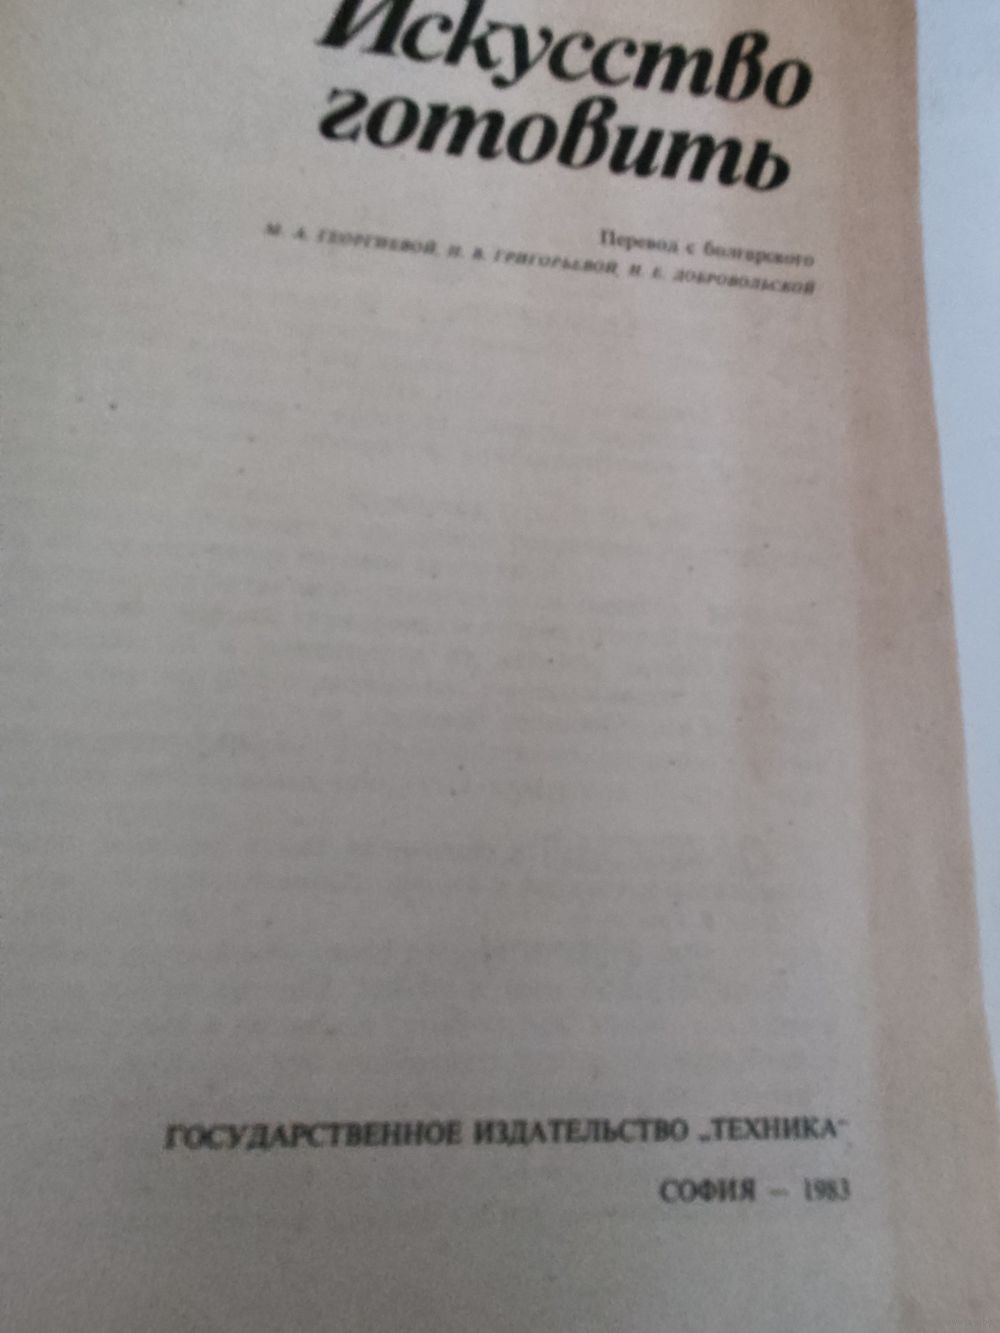 Искусство
готовить
Перевод с болгарского
М. А. ГЕОРГИЕВОЙ, Н. В. ГРИГОРЬЕВОЙ, И. Е. ДОБРОВОЛЬСКОЙ
ГОСУДАРСТВЕННОЕ ИЗДАТЕЛЬСТВО „ТЕХНИКА“
СОФИЯ — 1983